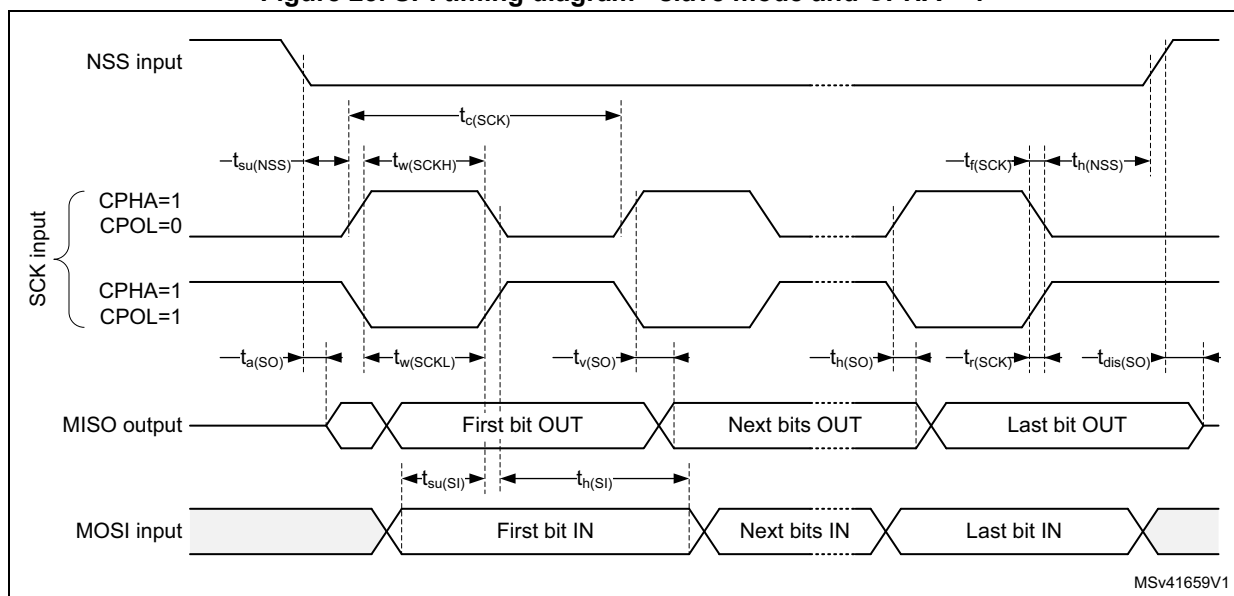 NSS input
tc(SCK)
tsu(NSS)
tw(SCKH)
tf(SCK)
th(NSS)
SCK input
CPHA=1
CPOL=0
CPHA=1
CPOL=1
ta(SO)
tw(SCKL)
tv(SO)
th(SO)
tr(SCK)
tdis(SO)
MISO output
First bit OUT
Next bits OUT
Last bit OUT
tsu(SI)
th(SI)
MOSI input
First bit IN
Next bits IN
Last bit IN
MSv41659V1